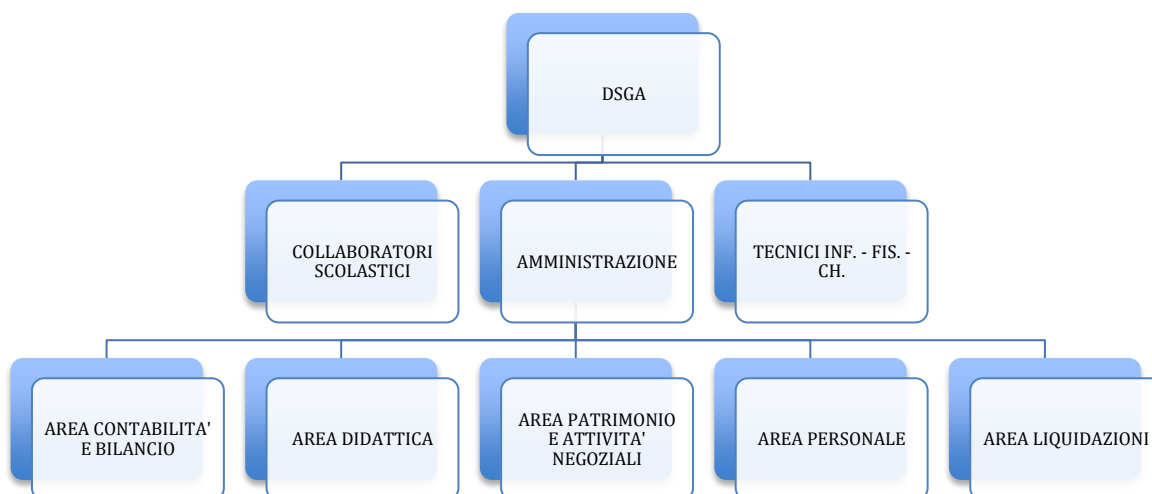 DSGA
COLLABORATORI
SCOLASTICI
AMMINISTRAZIONE
TECNICI INF. - FIS. -
CH.
AREA CONTABILITA'
E BILANCIO
AREA DIDATTICA
AREA PATRIMONIO
E ATTIVITA'
NEGOZIALI
AREA PERSONALE
AREA LIQUIDAZIONI